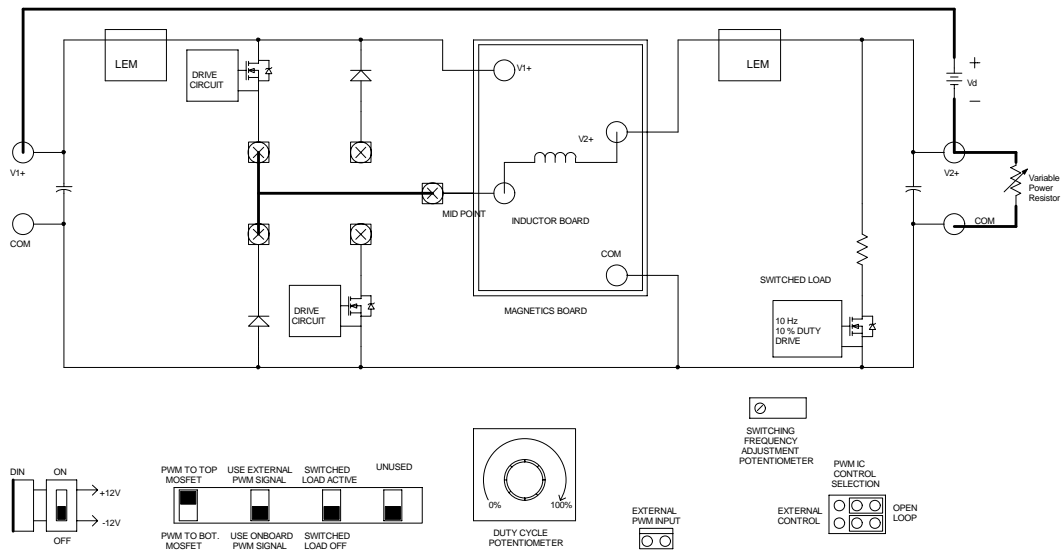 LEM
DRIVE
CIRCUIT
V1+
V2+
LEM
+
Vd
−
V1+
MID POINT
INDUCTOR BOARD
V2+
Variable
Power
Resistor
COM
COM
COM
SWITCHED LOAD
DRIVE
CIRCUIT
MAGNETICS BOARD
10 Hz
10 % DUTY
DRIVE
SWITCHING
FREQUENCY
ADJUSTMENT
POTENTIOMETER
DIN
ON
+12V
-12V
OFF
PWM TO TOP
MOSFET
USE EXTERNAL
PWM SIGNAL
SWITCHED
LOAD ACTIVE
UNUSED
PWM TO BOT.
MOSFET
USE ONBOARD
PWM SIGNAL
SWITCHED
LOAD OFF
0%
100%
DUTY CYCLE
POTENTIOMETER
EXTERNAL
PWM INPUT
PWM IC
CONTROL
SELECTION
EXTERNAL
CONTROL
OPEN
LOOP